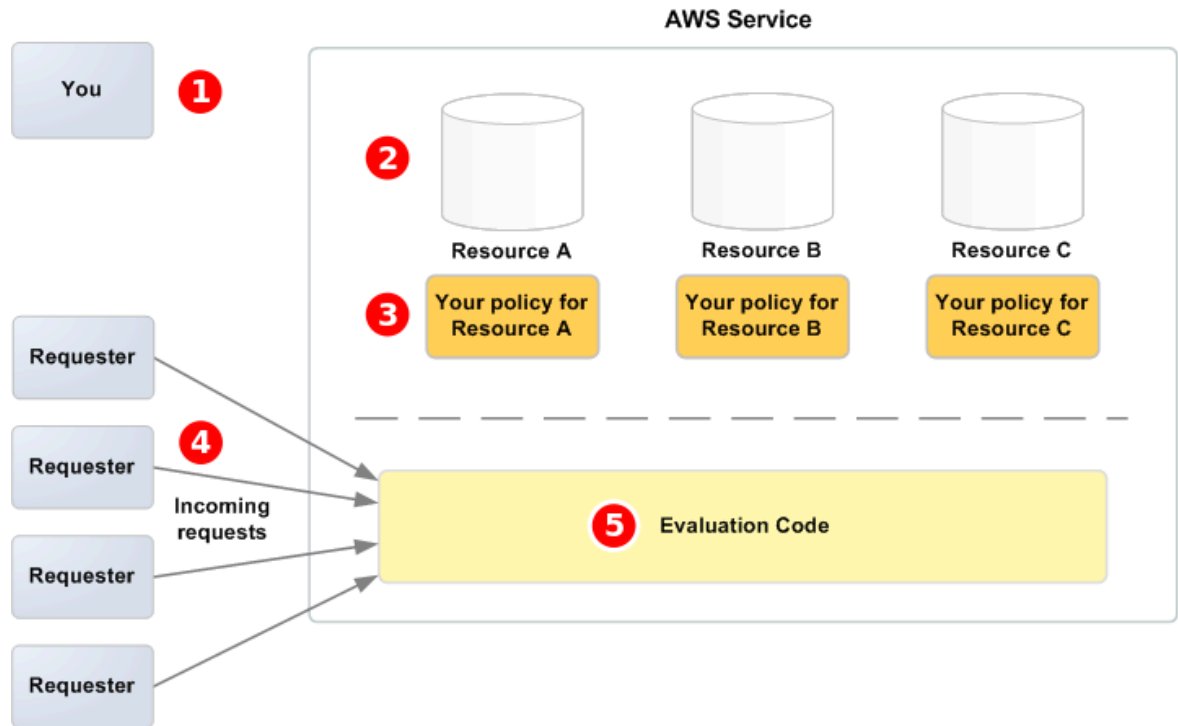 AWS Service
You
1
2
Resource A
Resource B
Resource C
3
Your policy for
Resource A
Your policy for
Resource B
Your policy for
Resource C
Requester
4
Requester
Incoming
requests
5
Evaluation Code
Requester
Requester